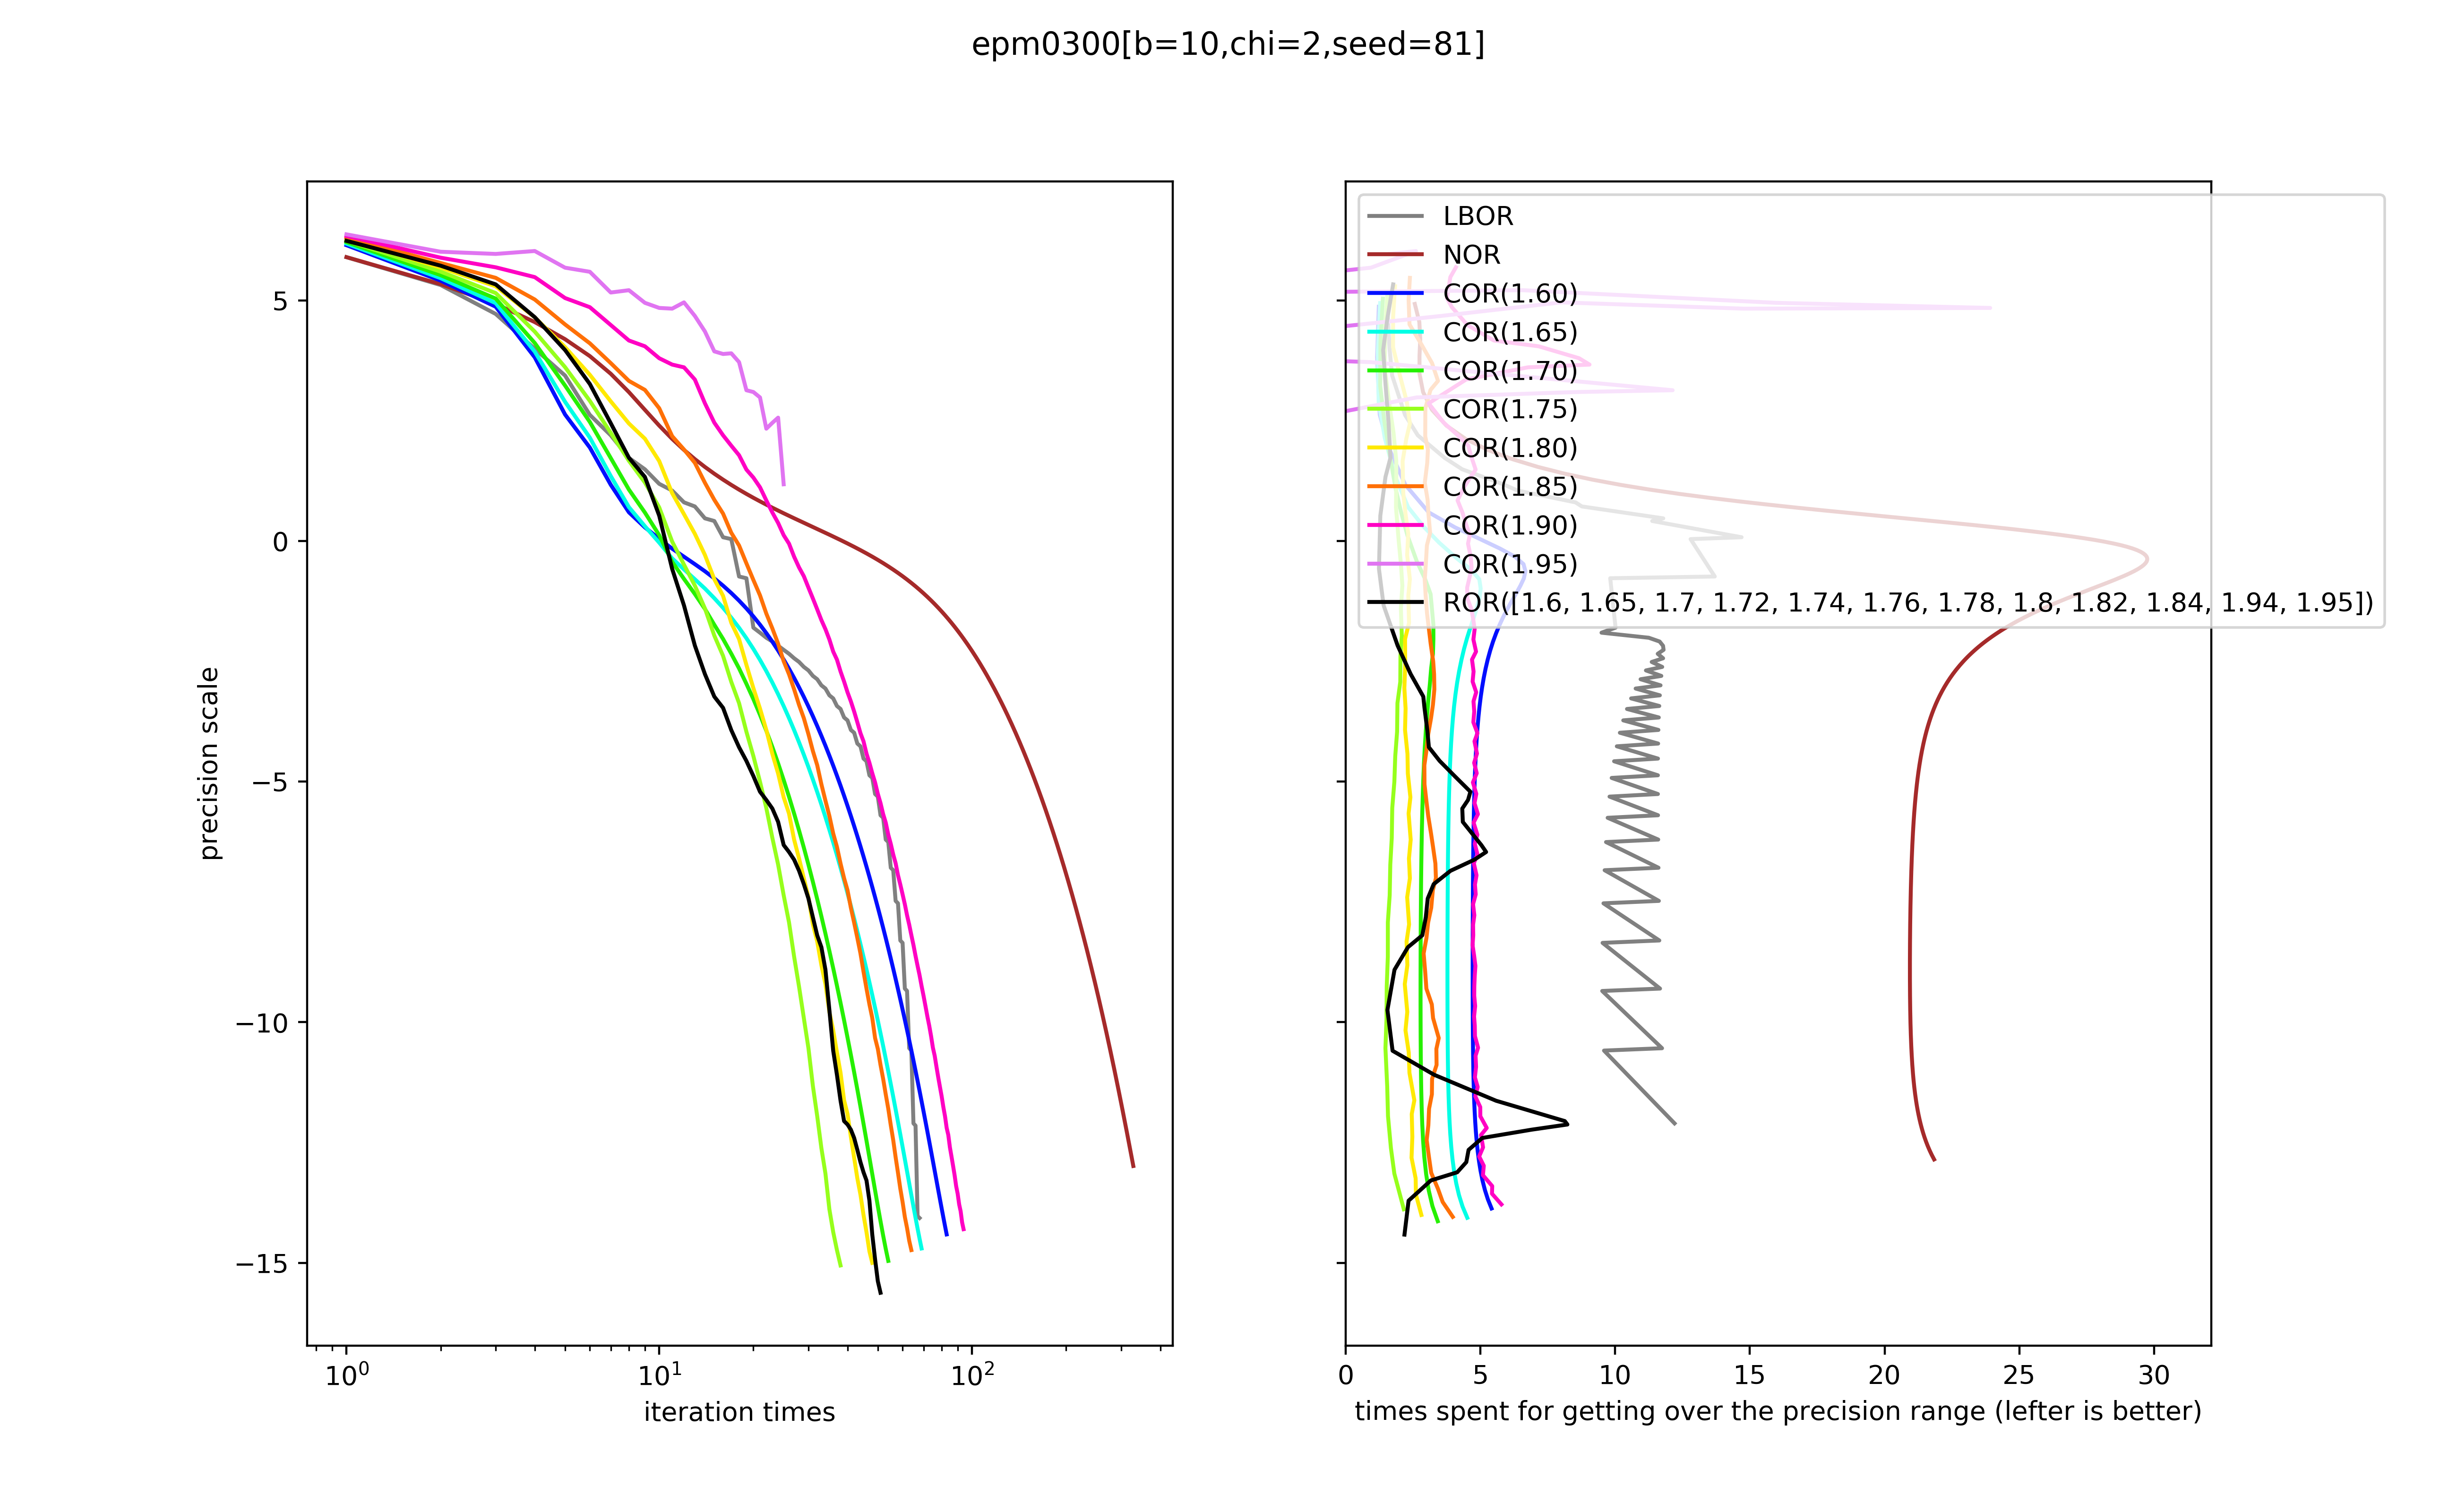 epm0300[b=10,chi=2,seed=81]
precision scale
5
0
−5
−10
−15
10⁰
10¹
10²
iteration times
LBOR
NOR
COR(1.60)
COR(1.65)
COR(1.70)
COR(1.75)
COR(1.80)
COR(1.85)
COR(1.90)
COR(1.95)
ROR([1.6, 1.65, 1.7, 1.72, 1.74, 1.76, 1.78, 1.8, 1.82, 1.84, 1.94, 1.95])
0 5 10 15 20 25 30
times spent for getting over the precision range (lefter is better)